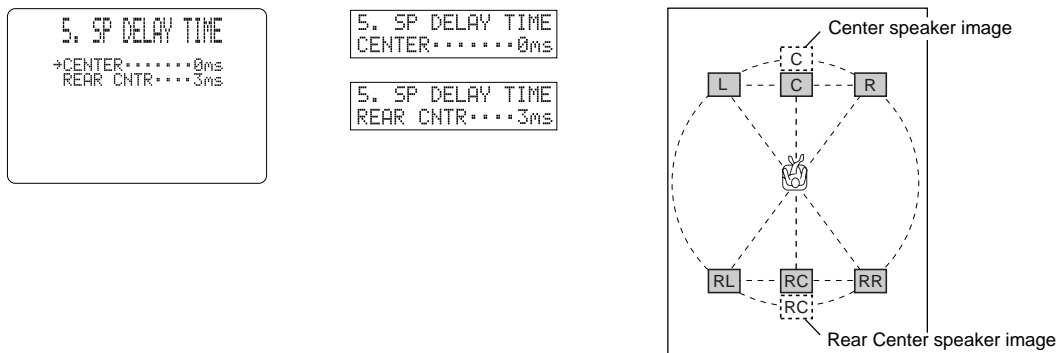 5. SP DELAY TIME
→CENTER·······0ms
REAR CNTR····3ms
5. SP DELAY TIME
CENTER·······0ms
5. SP DELAY TIME
REAR CNTR····3ms
Center speaker image
C
L
C
R
RL
RC
RR
RC
Rear Center speaker image